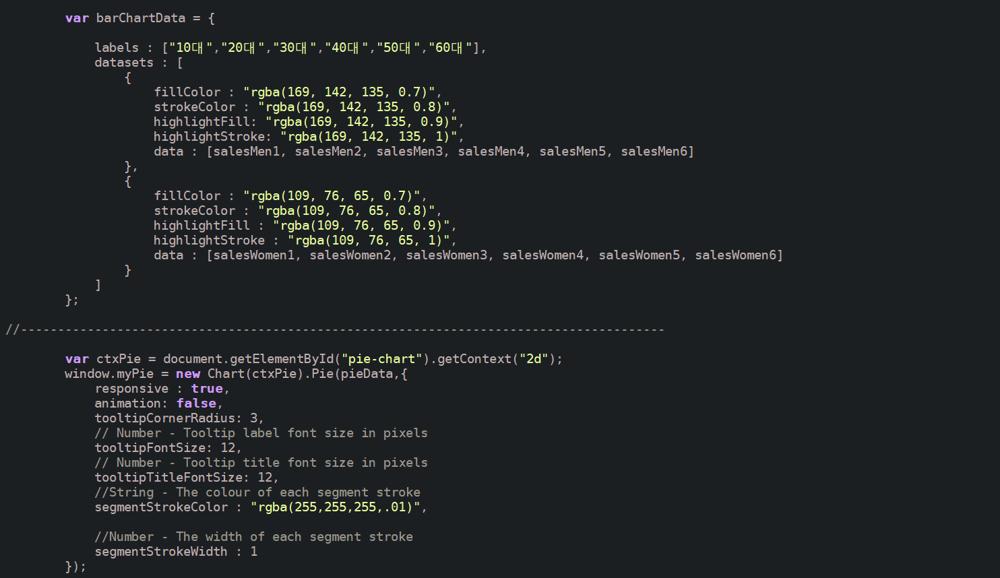 var barChartData = {
labels : ["10대","20대","30대","40대","50대","60대"],
datasets : [
{
fillColor : "rgba(169, 142, 135, 0.7)",
strokeColor : "rgba(169, 142, 135, 0.8)",
highlightFill: "rgba(169, 142, 135, 0.9)",
highlightStroke: "rgba(169, 142, 135, 1)",
data : [salesMen1, salesMen2, salesMen3, salesMen4, salesMen5, salesMen6]
},
{
fillColor : "rgba(109, 76, 65, 0.7)",
strokeColor : "rgba(109, 76, 65, 0.8)",
highlightFill : "rgba(109, 76, 65, 0.9)",
highlightStroke : "rgba(109, 76, 65, 1)",
data : [salesWomen1, salesWomen2, salesWomen3, salesWomen4, salesWomen5, salesWomen6]
}
]
};
//---------------------------------------------------------------------------------------
var ctxPie = document.getElementById("pie-chart").getContext("2d");
window.myPie = new Chart(ctxPie).Pie(pieData,{
responsive : true,
animation: false,
tooltipCornerRadius: 3,
// Number - Tooltip label font size in pixels
tooltipFontSize: 12,
// Number - Tooltip title font size in pixels
tooltipTitleFontSize: 12,
//String - The colour of each segment stroke
segmentStrokeColor : "rgba(255,255,255,.01)",
//Number - The width of each segment stroke
segmentStrokeWidth : 1
});